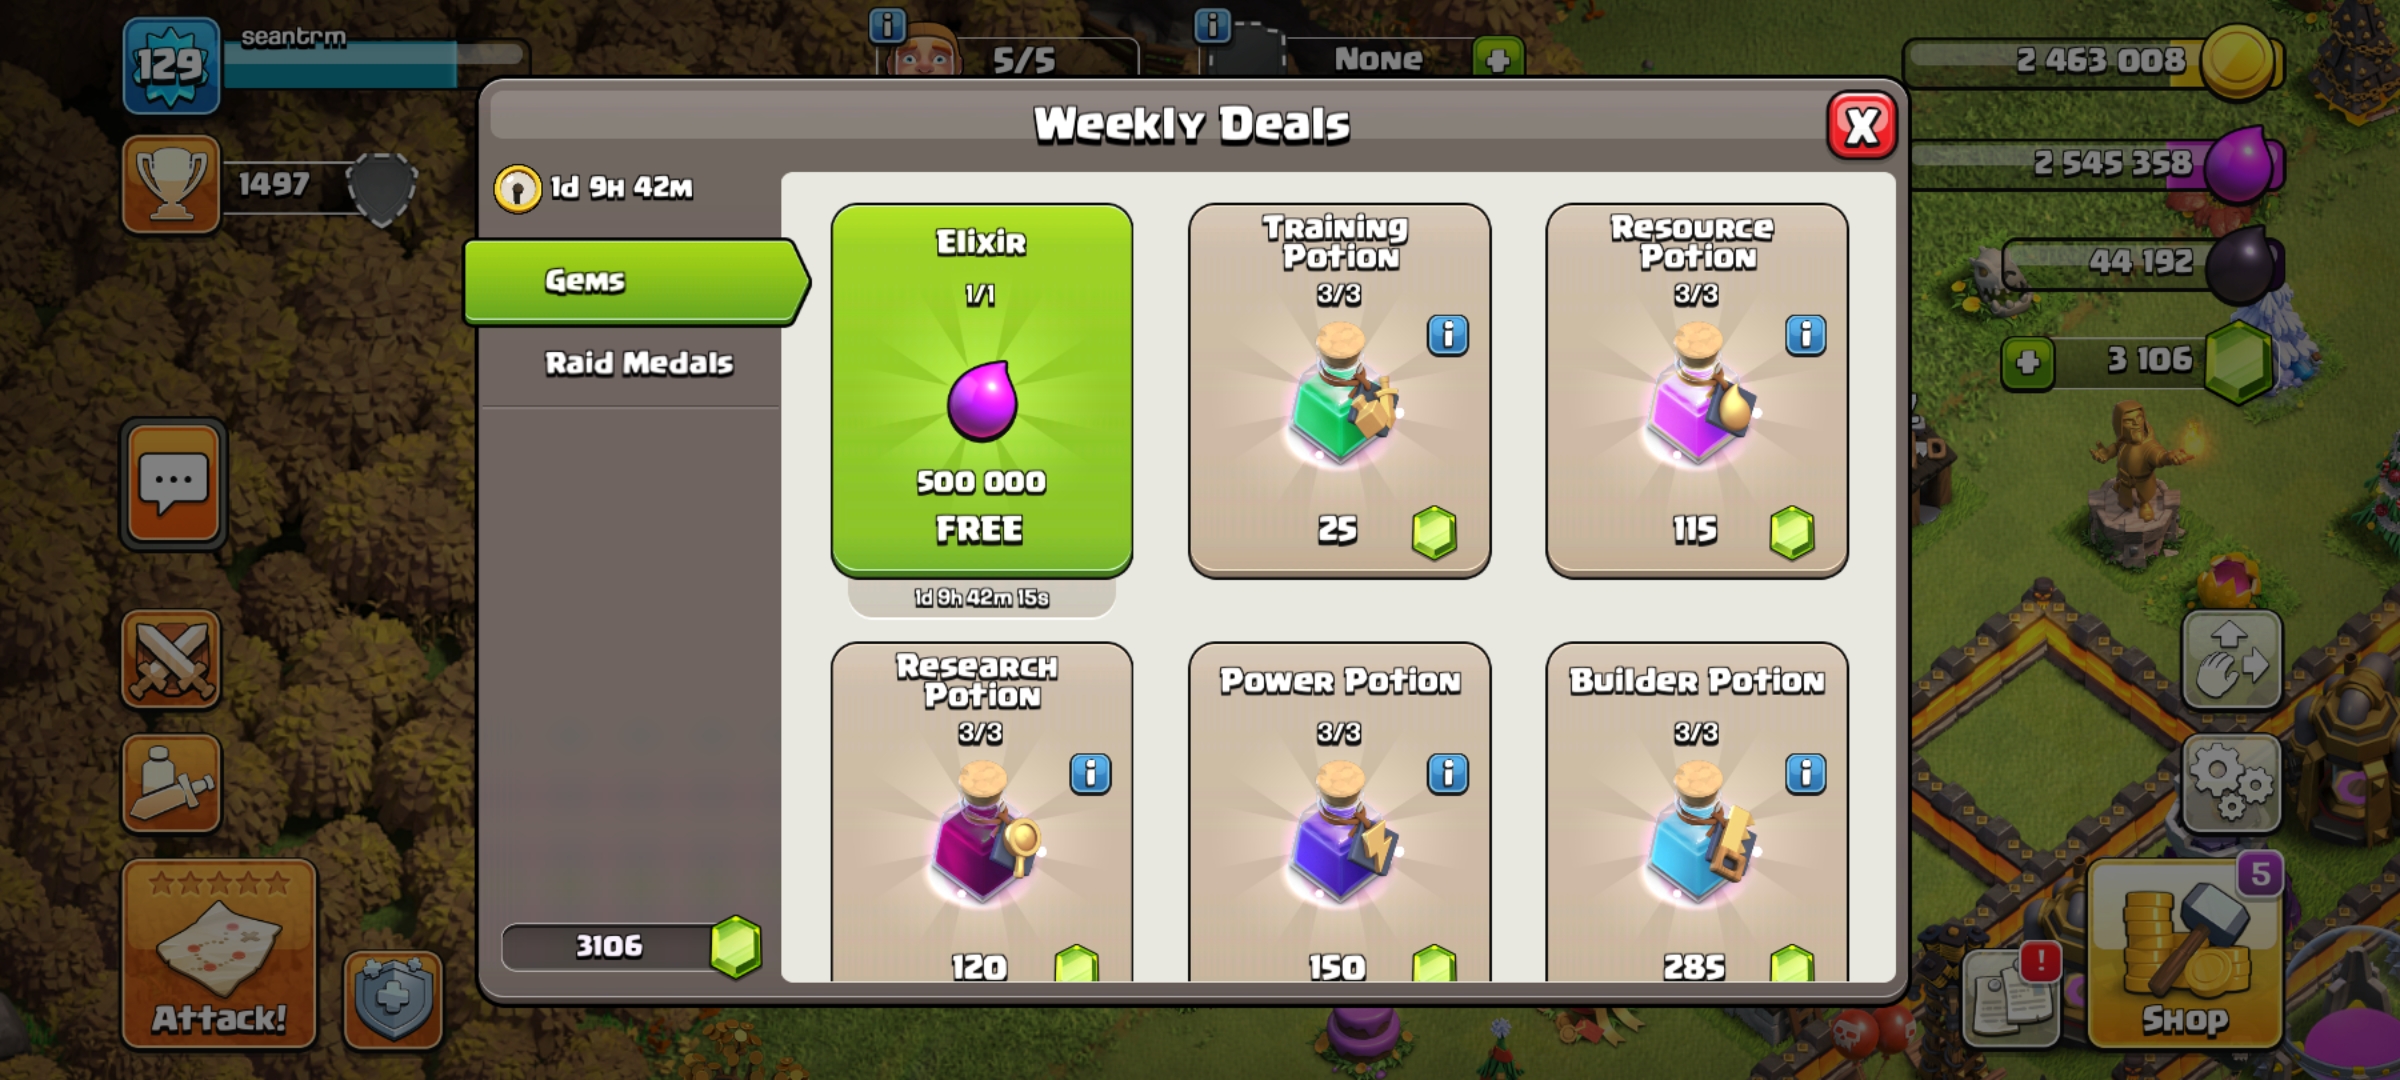 129
seantrm
5/5
None
2 463 008
1497
2 545 358
44 192
3 106
Weekly Deals
X
1d 9h 42m
Gems
Raid Medals
Elixir
1/1
500 000
FREE
1d 9h 42m 15s
Training
Potion
3/3
25
Resource
Potion
3/3
115
Research
Potion
3/3
120
Power Potion
3/3
150
Builder Potion
3/3
285
3106
Attack!
5
!
Shop